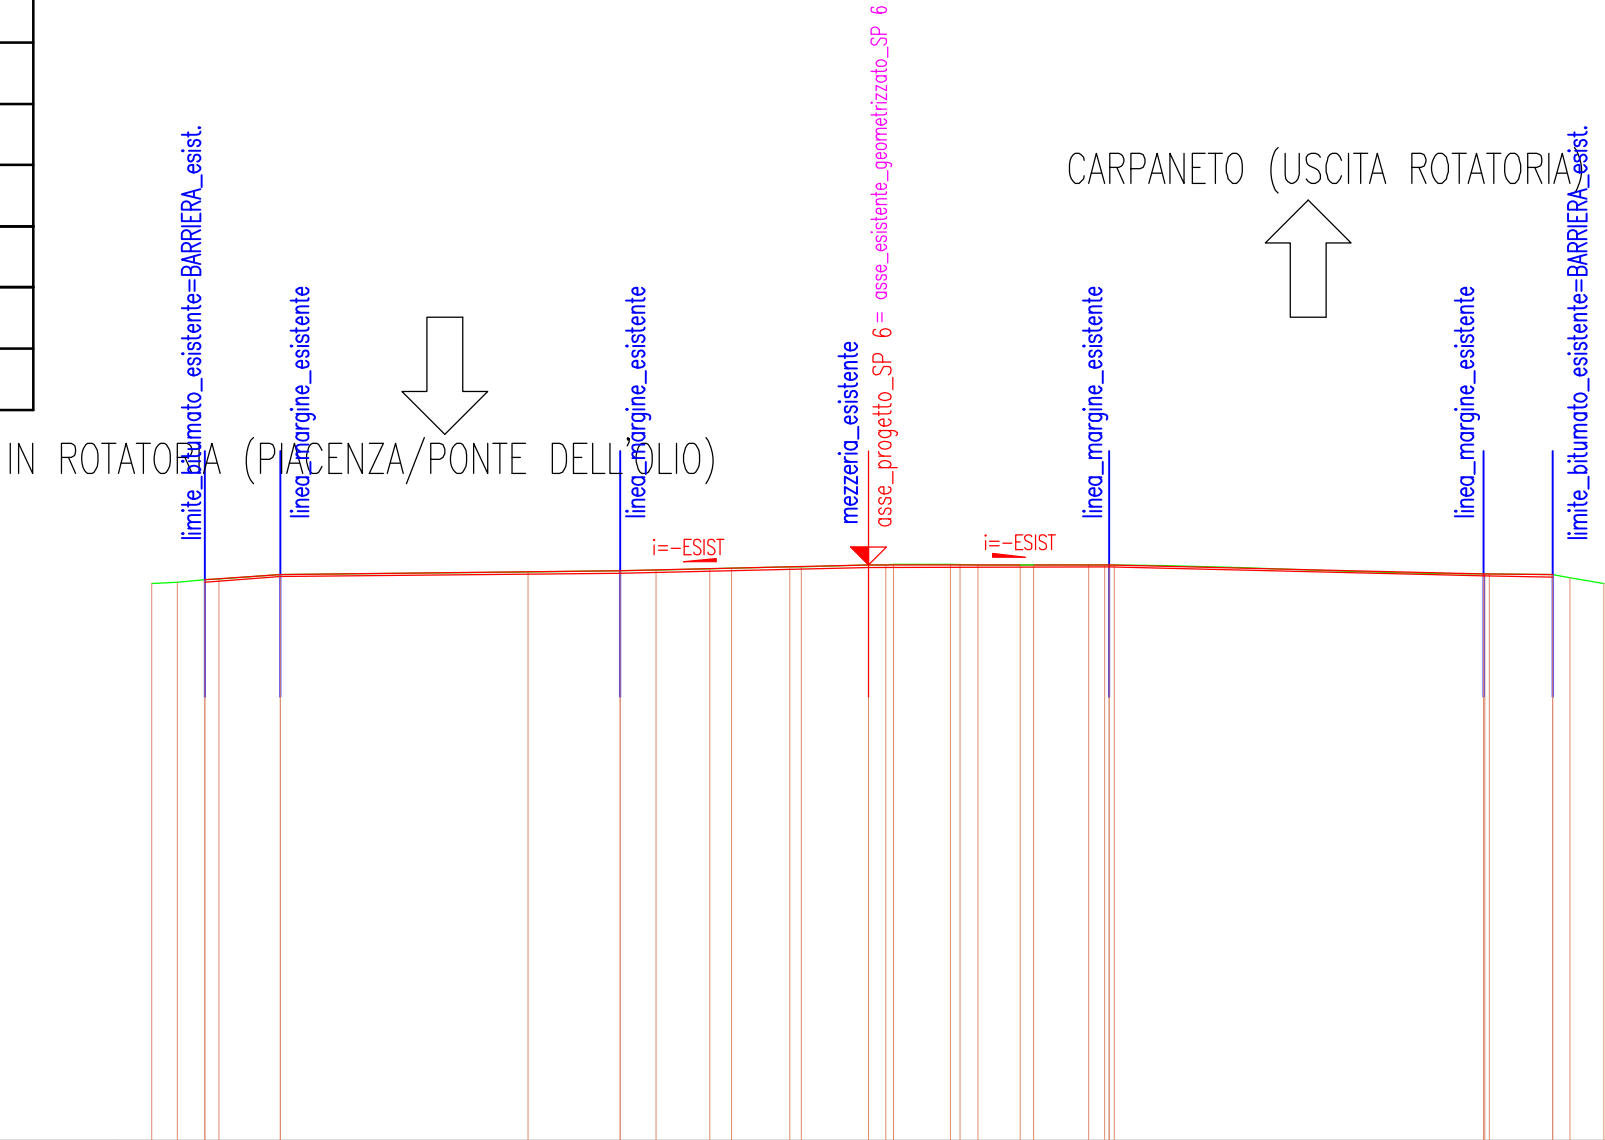 asse_progetto_SP 6 = asse_esistente_geometrizzato_SP 6
CARPANETO (USCITA ROTATORIA)
limite_bitumato_esistente=BARRIERA_esist.
linea_margine_esistente
linea_margine_esistente
mezzeria_esistente
linea_margine_esistente
linea_margine_esistente
limite_bitumato_esistente=BARRIERA_esist.
IN ROTATORIA (PIACENZA/PONTE DELL'OLIO)
i=-ESIST
i=-ESIST